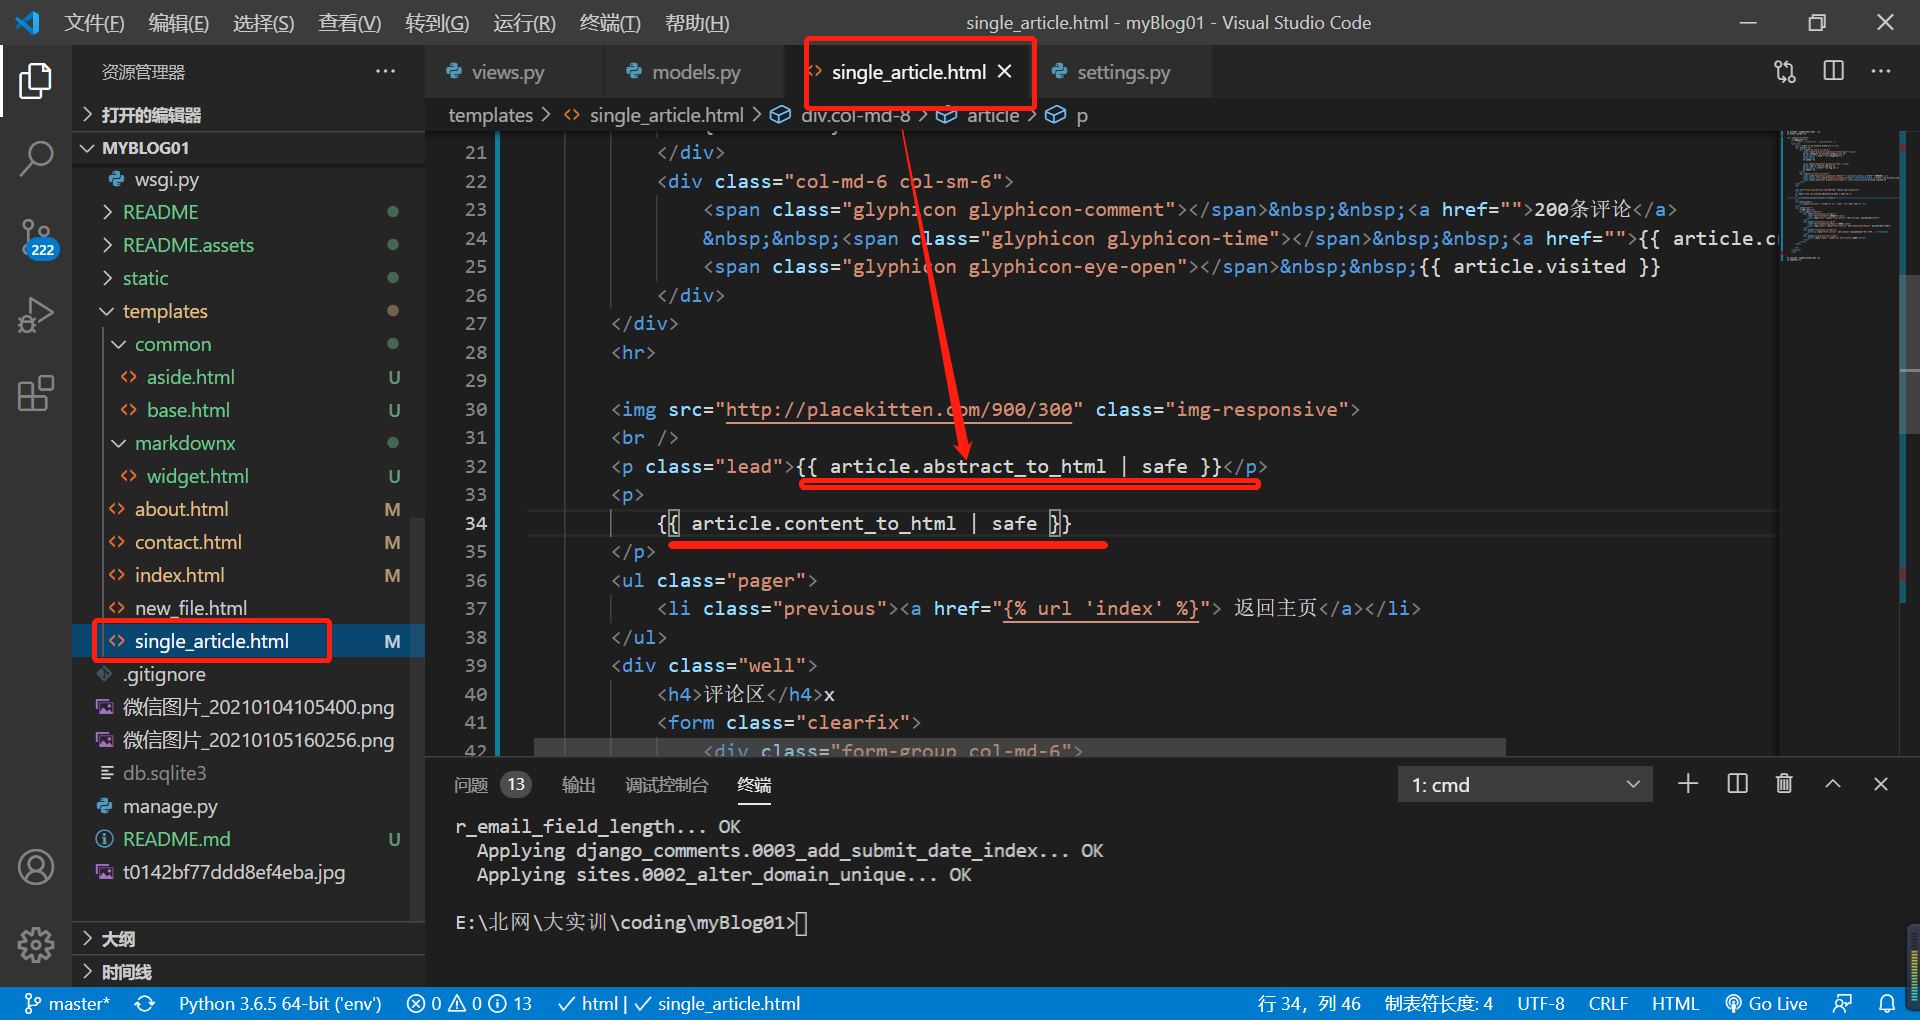 文件(F) 编辑(E) 选择(S) 查看(V) 转到(G) 运行(R) 终端(T) 帮助(H)
single_article.html - myBlog01 - Visual Studio Code
资源管理器 ···
打开的编辑器
MYBLOG01
wsgi.py
README
README.assets
static
templates
common
aside.html U
base.html U
markdownx
widget.html U
about.html M
contact.html M
index.html M
new_file.html
single_article.html M
.gitignore
微信图片_20210104105400.png
微信图片_20210105160256.png
db.sqlite3
manage.py
README.md U
t0142bf77ddd8ef4eba.jpg
大纲
时间线
222
views.py models.py single_article.html settings.py
templates > single_article.html > div.col-md-8 > article > p
21 </div>
22 <div class="col-md-6 col-sm-6">
23 <span class="glyphicon glyphicon-comment"></span>&nbsp;&nbsp;<a href="">200条评论</a>
24 &nbsp;&nbsp;<span class="glyphicon glyphicon-time"></span>&nbsp;&nbsp;<a href="">{{ article.c
25 <span class="glyphicon glyphicon-eye-open"></span>&nbsp;&nbsp;{{ article.visited }}
26 </div>
27 </div>
28 <hr>
29
30 <img src="http://placekitten.com/900/300" class="img-responsive">
31 <br />
32 <p class="lead">{{ article.abstract_to_html | safe }}</p>
33 <p>
34 {{ article.content_to_html | safe }}
35 </p>
36 <ul class="pager">
37 <li class="previous"><a href="{% url 'index' %}"> 返回主页</a></li>
38 </ul>
39 <div class="well">
40 <h4>评论区</h4>x
41 <form class="clearfix">
42 <div class="form-group col-md-6">
问题 13 输出 调试控制台 终端 1: cmd
r_email_field_length... OK
Applying django_comments.0003_add_submit_date_index... OK
Applying sites.0002_alter_domain_unique... OK
E:\北网\大实训\coding\myBlog01>
master* Python 3.6.5 64-bit ('env') 0 0 13 html | single_article.html 行 34，列 46 制表符长度: 4 UTF-8 CRLF HTML Go Live